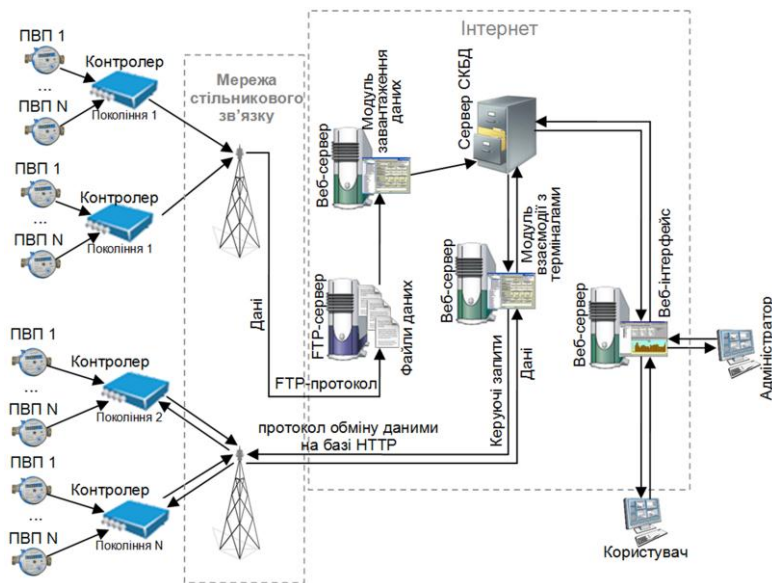 Інтернет
ПВП 1
...
ПВП N
Контролер
Покоління 1
ПВП 1
...
ПВП N
Контролер
Покоління 1
Мережа
стільникового
зв’язку
Веб-сервер
Модуль
завантаження
даних
Сервер СКБД
FTP-сервер
Файли даних
Веб-сервер
Модуль
взаємодії з
терміналами
Веб-сервер
Веб-інтерфейс
Адміністратор
Дані
FTP-протокол
Керуючі запити
Дані
ПВП 1
...
ПВП N
Контролер
Покоління 2
ПВП 1
...
ПВП N
Контролер
Покоління N
протокол обміну даними
на базі HTTP
Користувач